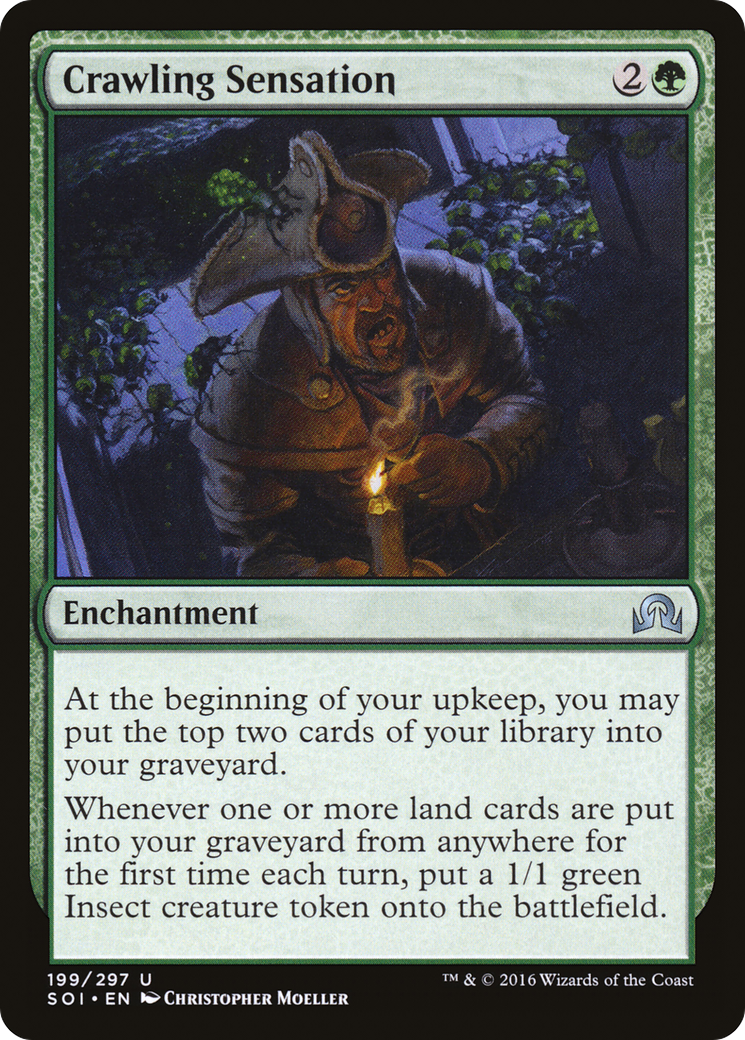 Crawling Sensation 2
Enchantment
At the beginning of your upkeep, you may
put the top two cards of your library into
your graveyard.
Whenever one or more land cards are put
into your graveyard from anywhere for
the first time each turn, put a 1/1 green
Insect creature token onto the battlefield.
199/297 U
SOI • EN Christopher Moeller
™ & © 2016 Wizards of the Coast